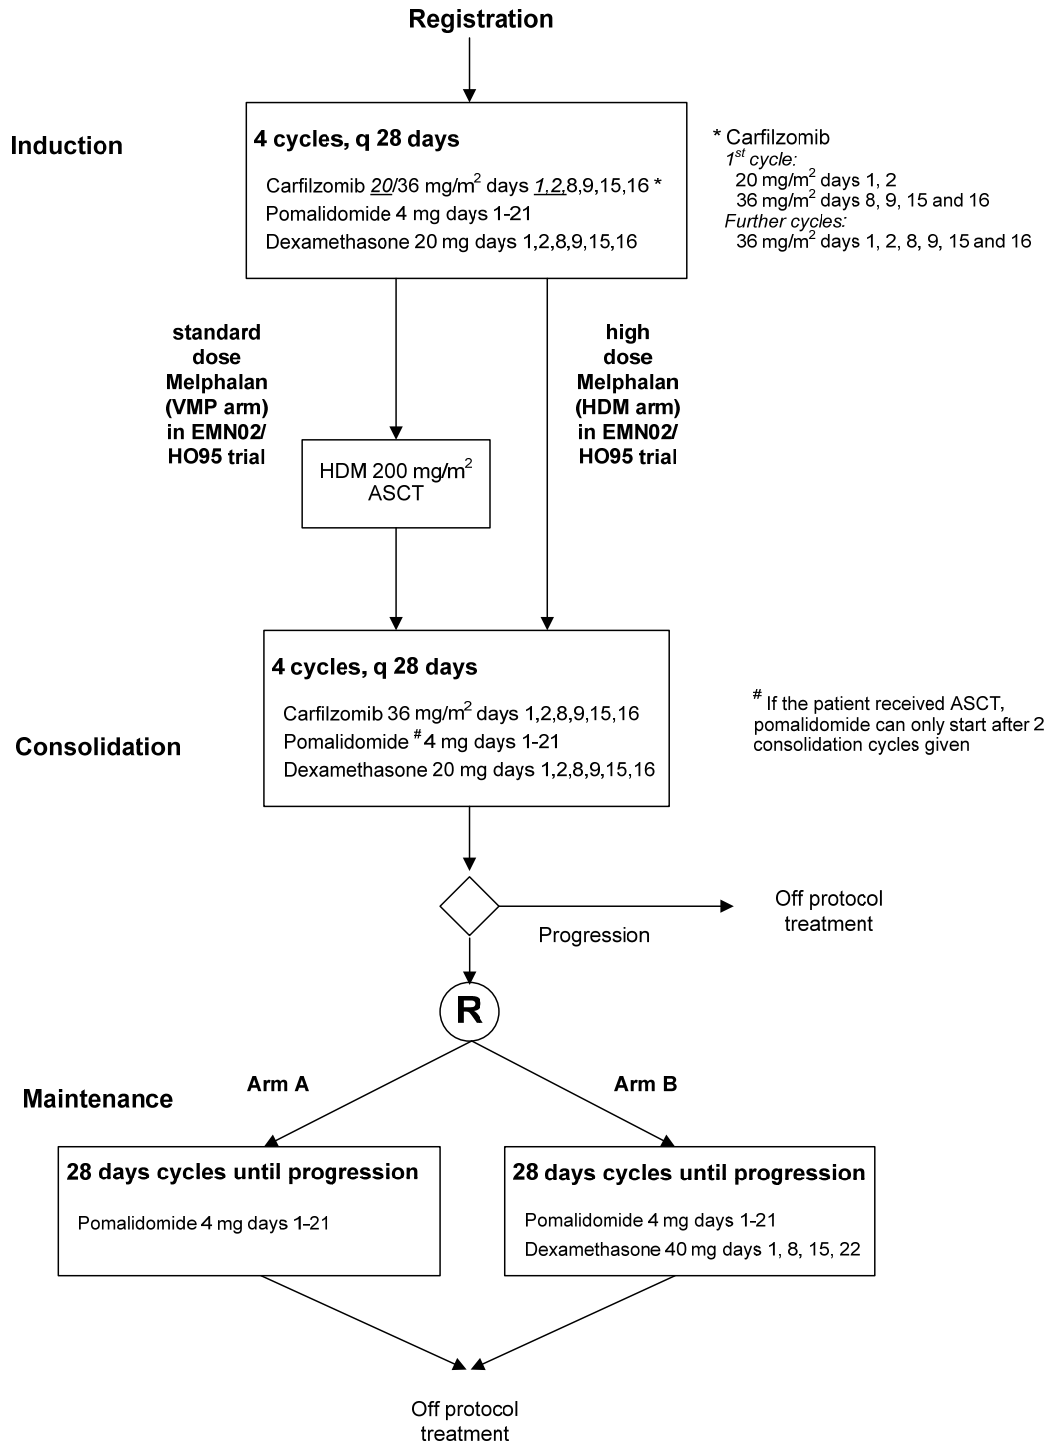 Registration
Induction
4 cycles, q 28 days
Carfilzomib 20/36 mg/m² days 1,2,8,9,15,16 *
Pomalidomide 4 mg days 1-21
Dexamethasone 20 mg days 1,2,8,9,15,16
* Carfilzomib
1st cycle:
20 mg/m² days 1, 2
36 mg/m² days 8, 9, 15 and 16
Further cycles:
36 mg/m² days 1, 2, 8, 9, 15 and 16
standard
dose
Melphalan
(VMP arm)
in EMN02/
HO95 trial
high
dose
Melphalan
(HDM arm)
in EMN02/
HO95 trial
HDM 200 mg/m²
ASCT
Consolidation
4 cycles, q 28 days
Carfilzomib 36 mg/m² days 1,2,8,9,15,16
Pomalidomide # 4 mg days 1-21
Dexamethasone 20 mg days 1,2,8,9,15,16
# If the patient received ASCT,
pomalidomide can only start after 2
consolidation cycles given
Progression
Off protocol
treatment
R
Arm A
Arm B
Maintenance
28 days cycles until progression
Pomalidomide 4 mg days 1-21
28 days cycles until progression
Pomalidomide 4 mg days 1-21
Dexamethasone 40 mg days 1, 8, 15, 22
Off protocol
treatment